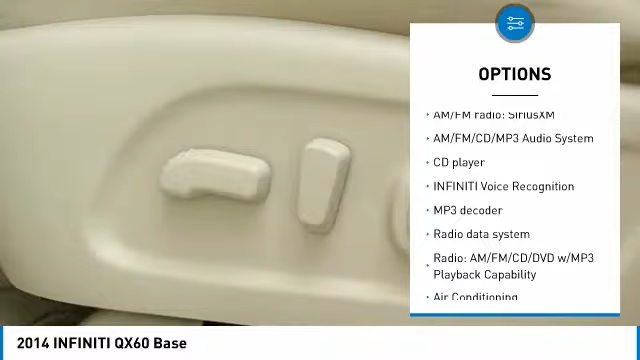 OPTIONS
AM/FM radio: SiriusXM
AM/FM/CD/MP3 Audio System
CD player
INFINITI Voice Recognition
MP3 decoder
Radio data system
Radio: AM/FM/CD/DVD w/MP3
Playback Capability
Air Conditioning
2014 INFINITI QX60 Base